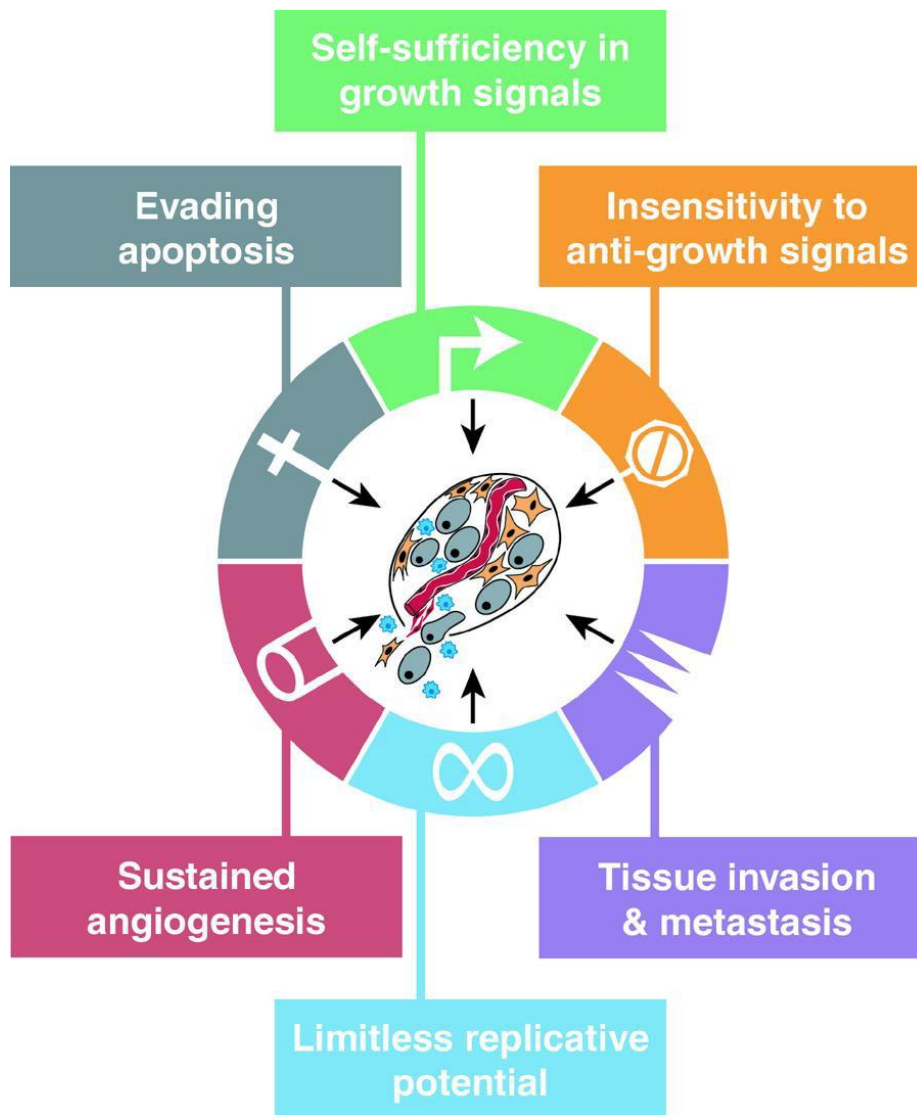 Self-sufficiency in
growth signals
Evading
apoptosis
Insensitivity to
anti-growth signals
Sustained
angiogenesis
Tissue invasion
& metastasis
Limitless replicative
potential